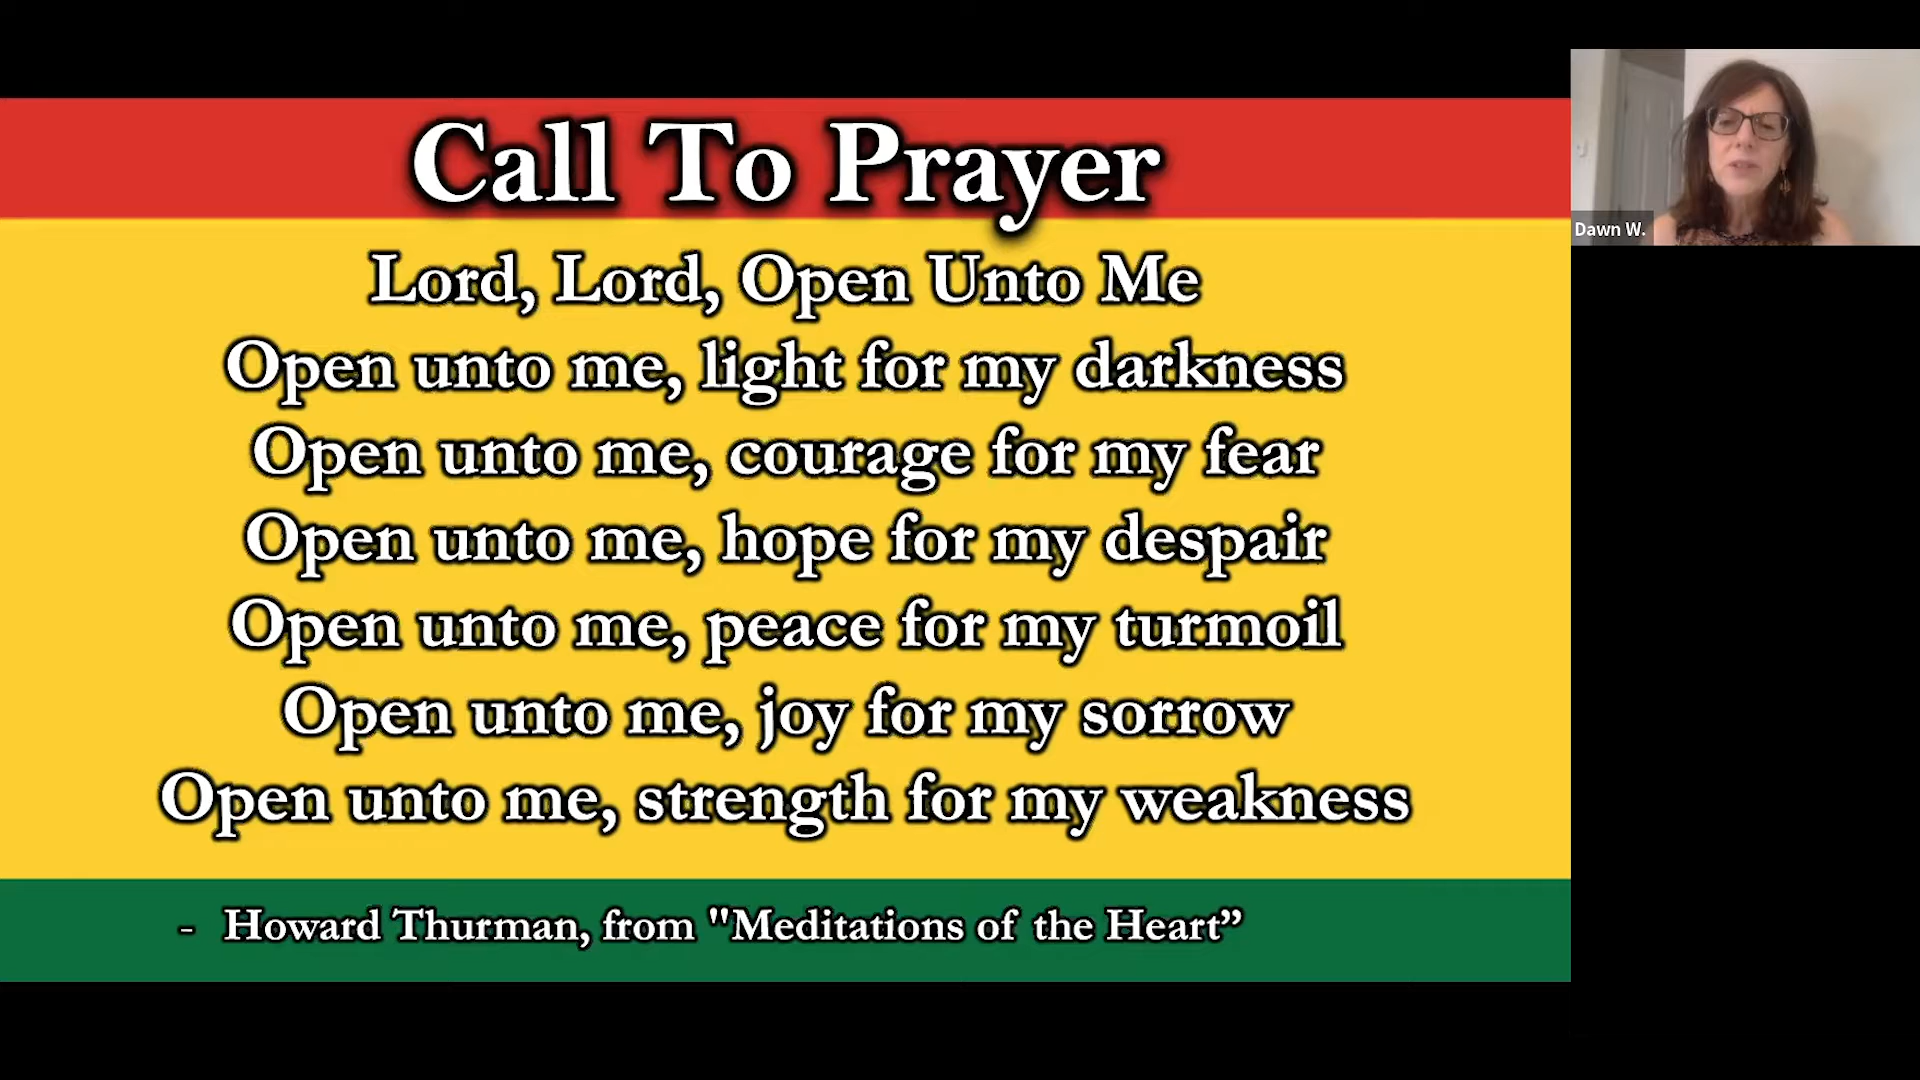 Call To Prayer
Lord, Lord, Open Unto Me
Open unto me, light for my darkness
Open unto me, courage for my fear
Open unto me, hope for my despair
Open unto me, peace for my turmoil
Open unto me, joy for my sorrow
Open unto me, strength for my weakness
- Howard Thurman, from "Meditations of the Heart”
Dawn W.